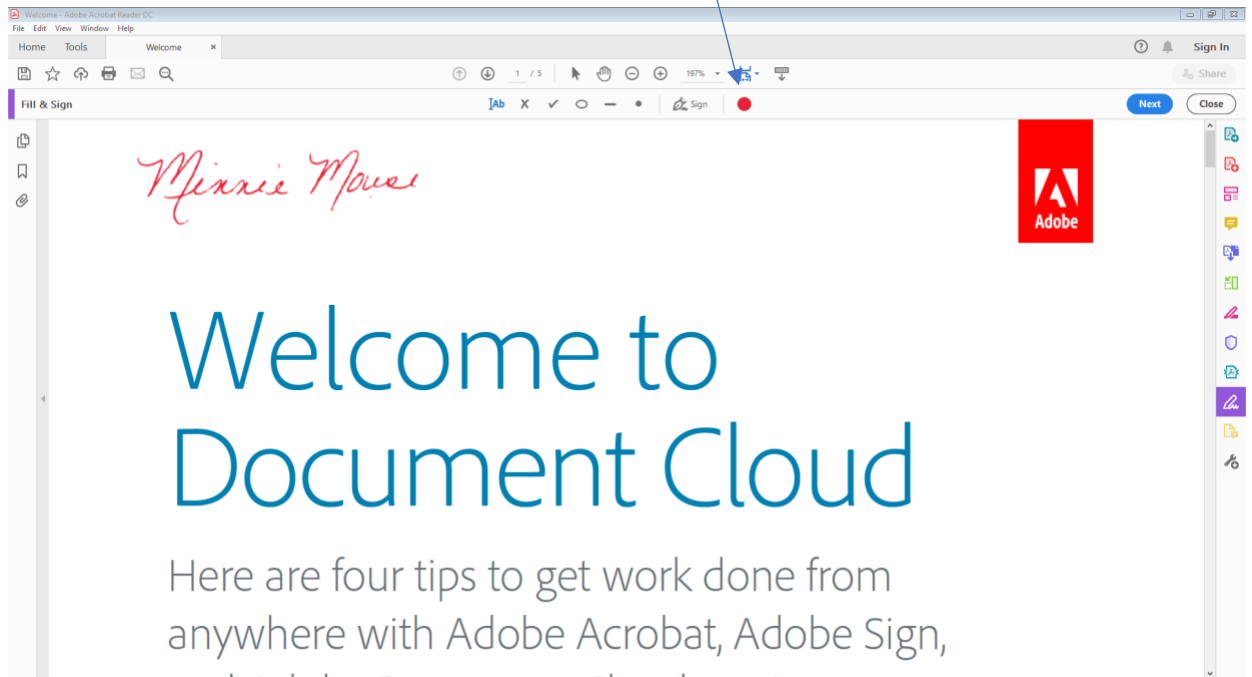 Welcome - Adobe Acrobat Reader DC
File Edit View Window Help
Home Tools Welcome × Sign In
1 / 5 197% Share
Fill & Sign Ab Sign Next Close
Minnie Mouse
Adobe
Welcome to
Document Cloud
Here are four tips to get work done from
anywhere with Adobe Acrobat, Adobe Sign,